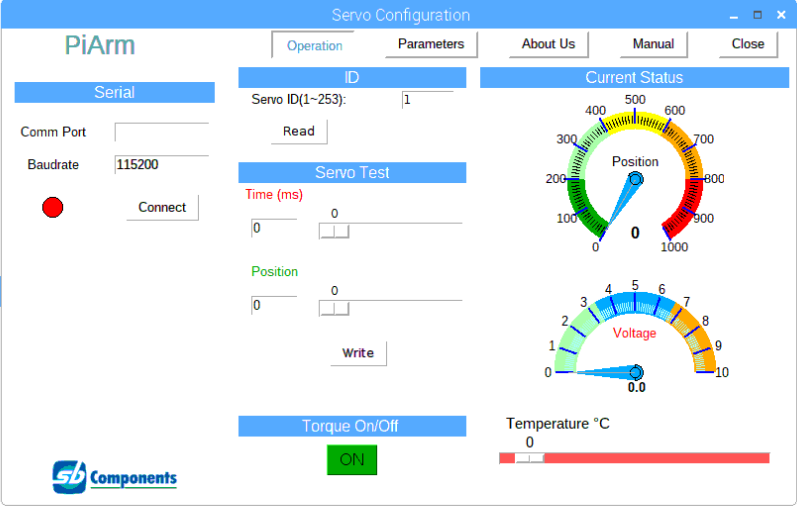 Servo Configuration
PiArm
Operation
Parameters
About Us
Manual
Close
Serial
Comm Port
Baudrate
115200
Connect
ID
Servo ID(1~253):
1
Read
Servo Test
Time (ms)
0
0
Position
0
0
Write
Torque On/Off
ON
Current Status
0
100
200
300
400
500
600
700
800
900
1000
Position
0
0
1
2
3
4
5
6
7
8
9
10
Voltage
0.0
Temperature °C
0
sb Components